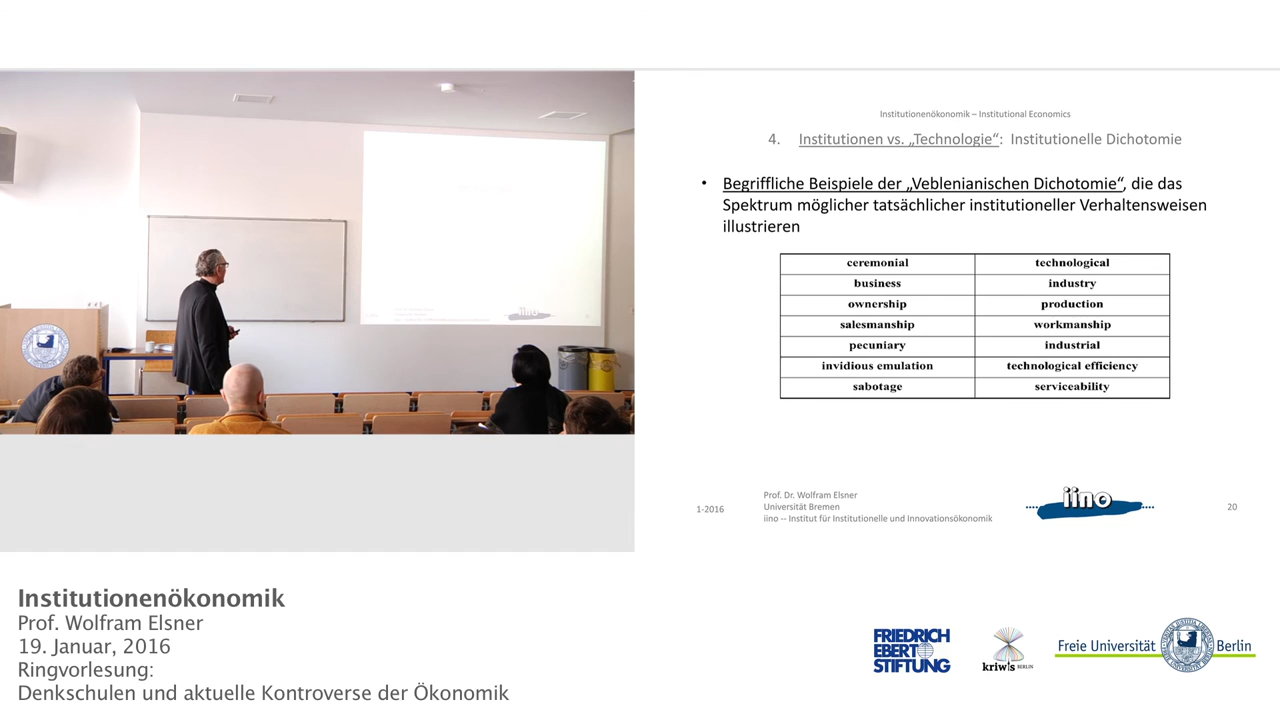 Institutionenökonomik – Institutional Economics
4. Institutionen vs. „Technologie“: Institutionelle Dichotomie
• Begriffliche Beispiele der „Veblenianischen Dichotomie“, die das
Spektrum möglicher tatsächlicher institutioneller Verhaltensweisen
illustrieren
ceremonial technological
business industry
ownership production
salesmanship workmanship
pecuniary industrial
invidious emulation technological efficiency
sabotage serviceability
1-2016
Prof. Dr. Wolfram Elsner
Universität Bremen
iino -- Institut für Institutionelle und Innovationsökonomik
iino
20
iino
Institutionenökonomik
Prof. Wolfram Elsner
19. Januar, 2016
Ringvorlesung:
Denkschulen und aktuelle Kontroverse der Ökonomik
FRIEDRICH
EBERT
STIFTUNG
kriwis BERLIN
Freie Universität Berlin